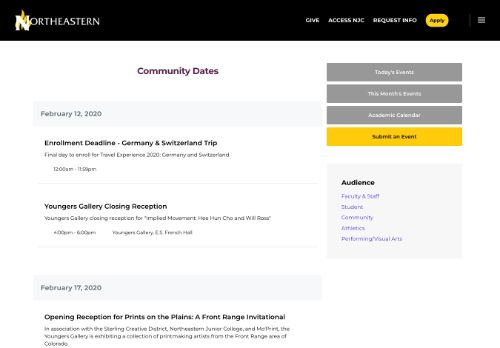 NORTHEASTERN
GIVE ACCESS NJC REQUEST INFO Apply
Community Dates
February 12, 2020
Enrollment Deadline - Germany & Switzerland Trip
Final day to enroll for Travel Experience 2020: Germany and Switzerland
12:00am - 11:59pm
Youngers Gallery Closing Reception
Youngers Gallery closing reception for "Implied Movement: Hee Hun Cho and Will Ross"
4:00pm - 6:00pm Youngers Gallery, E.S. French Hall
February 17, 2020
Opening Reception for Prints on the Plains: A Front Range Invitational
In association with the Sterling Creative District, Northeastern Junior College, and Mo'Print, the
Youngers Gallery is exhibiting a collection of printmaking artists from the Front Range area of
Colorado.
Today's Events
This Month's Events
Academic Calendar
Submit an Event
Audience
Faculty & Staff
Student
Community
Athletics
Performing/Visual Arts